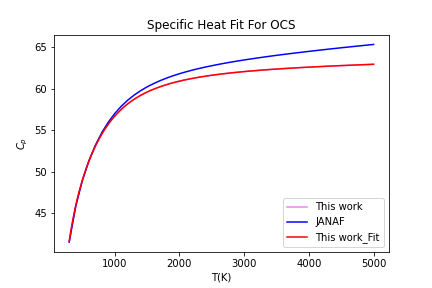 Specific Heat Fit For OCS
65
60
55
50
45
C_p
1000 2000 3000 4000 5000
T(K)
This work
JANAF
This work_Fit